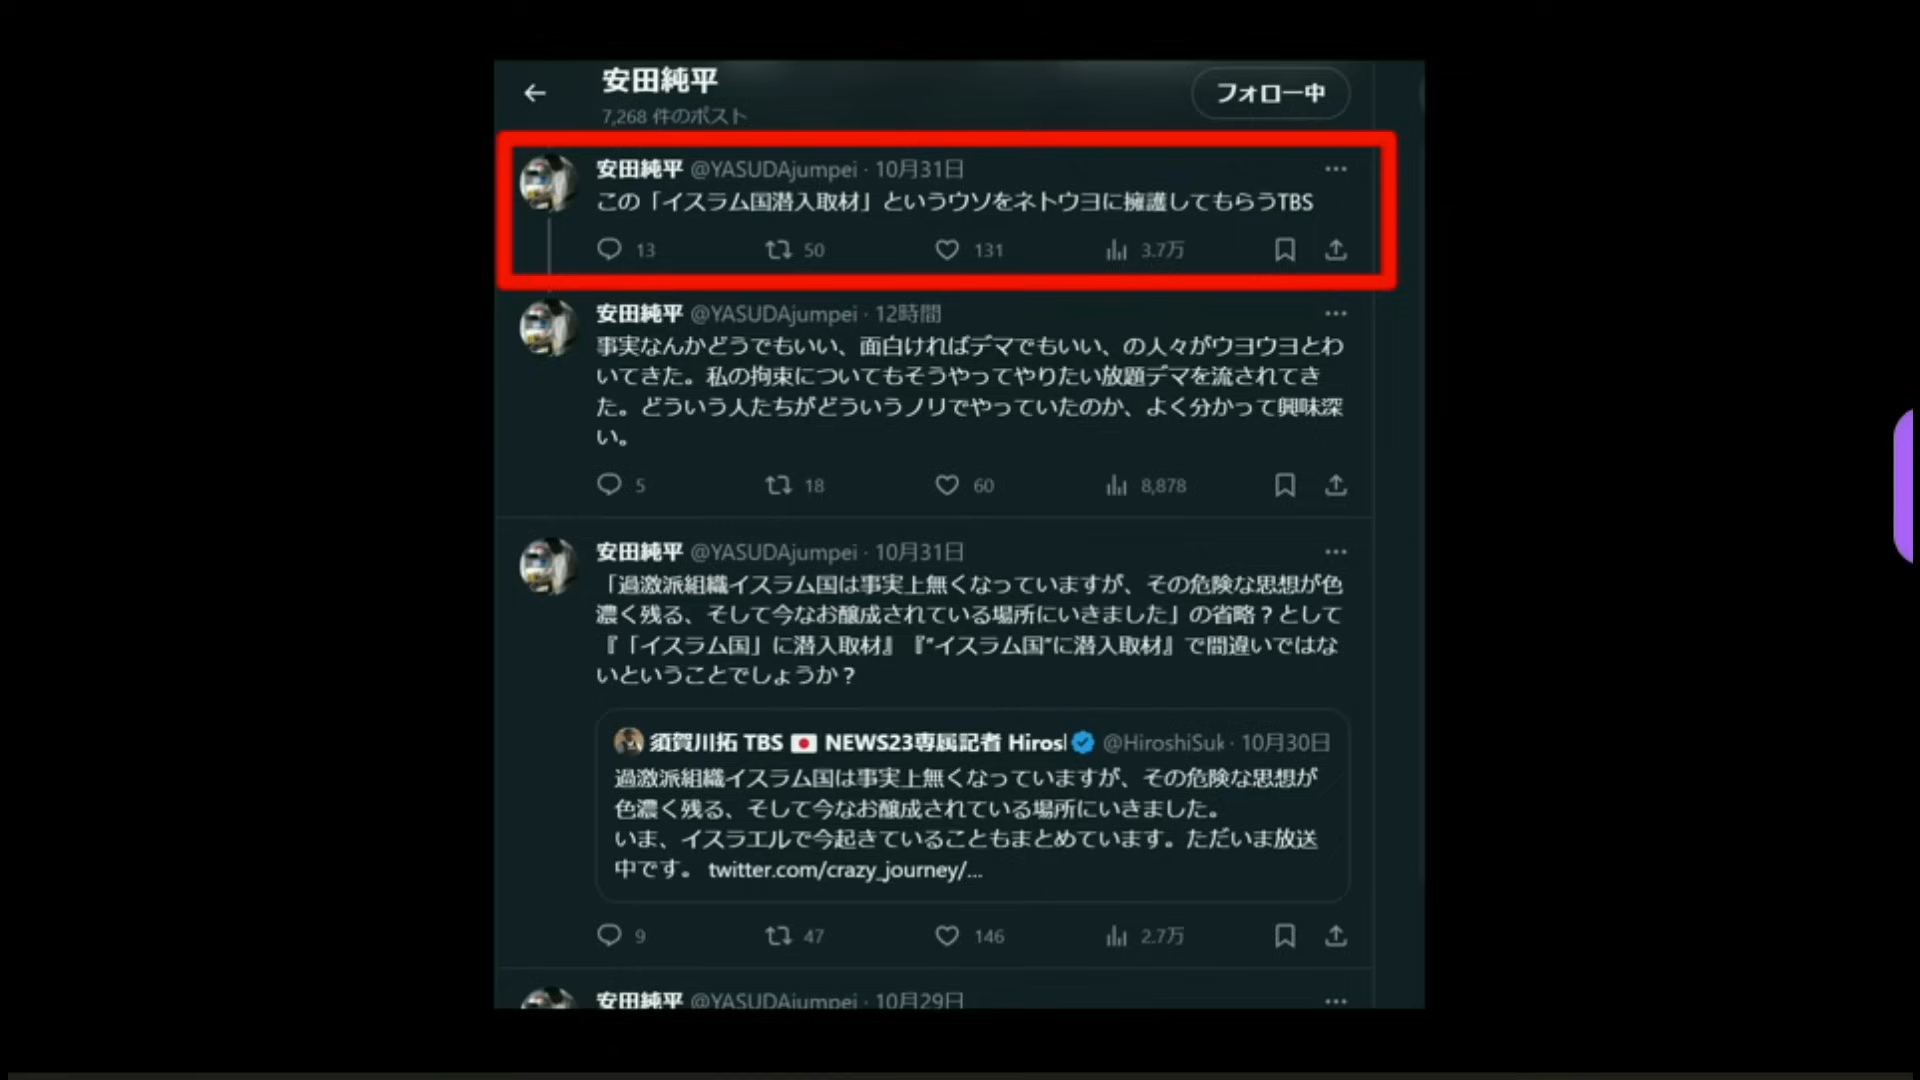 安田純平
7,268 件のポスト
フォロー中
安田純平 @YASUDAjumpei · 10月31日
この「イスラム国潜入取材」というウソをネトウヨに擁護してもらうTBS
13 50 131 3.7万
安田純平 @YASUDAjumpei · 12時間
事実なんかどうでもいい、面白ければデマでもいい、の人々がウヨウヨとわ
いてきた。私の拘束についてもそうやってやりたい放題デマを流されてき
た。どういう人たちがどういうノリでやっていたのか、よく分かって興味深
い。
5 18 60 8,878
安田純平 @YASUDAjumpei · 10月31日
「過激派組織イスラム国は事実上無くなっていますが、その危険な思想が色
濃く残る、そして今なお醸成されている場所にいきました」の省略？として
『「イスラム国」に潜入取材』『"イスラム国"に潜入取材』で間違いではな
いということでしょうか？
須賀川拓 TBS 🇯🇵 NEWS23専属記者 Hiros @HiroshiSuk · 10月30日
過激派組織イスラム国は事実上無くなっていますが、その危険な思想が
色濃く残る、そして今なお醸成されている場所にいきました。
いま、イスラエルで今起きていることもまとめています。ただいま放送
中です。 twitter.com/crazy_journey/...
9 47 146 2.7万
安田純平 @YASUDAjumpei · 10月29日